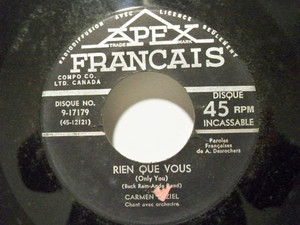 RADIODIFFUSION AVEC LICENCE SEULEMENT
APEX
TRADE MARK
FRANCAIS
COMPO CO.
LTD. CANADA
DISQUE NO.
9-17179
(45-12121)
DISQUE
45 RPM
INCASSABLE
Paroles
Françaises
de A. Desrochers
RIEN QUE VOUS
(Only You)
(Buck Ram-Ande Rand)
CARMEN
Chant avec orchestre